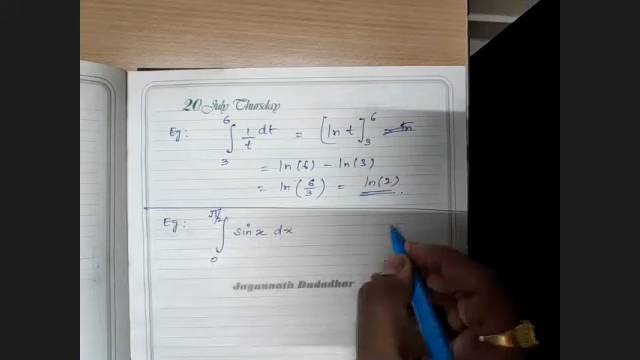 20 July Thursday
Eg: ∫₃⁶ 1/t dt = [ln t]₃⁶
= ln(6) - ln(3)
= ln(6/3) = ln(2).
Eg: ∫₀^(π/2) sin x dx
Jagannath Dadadhar